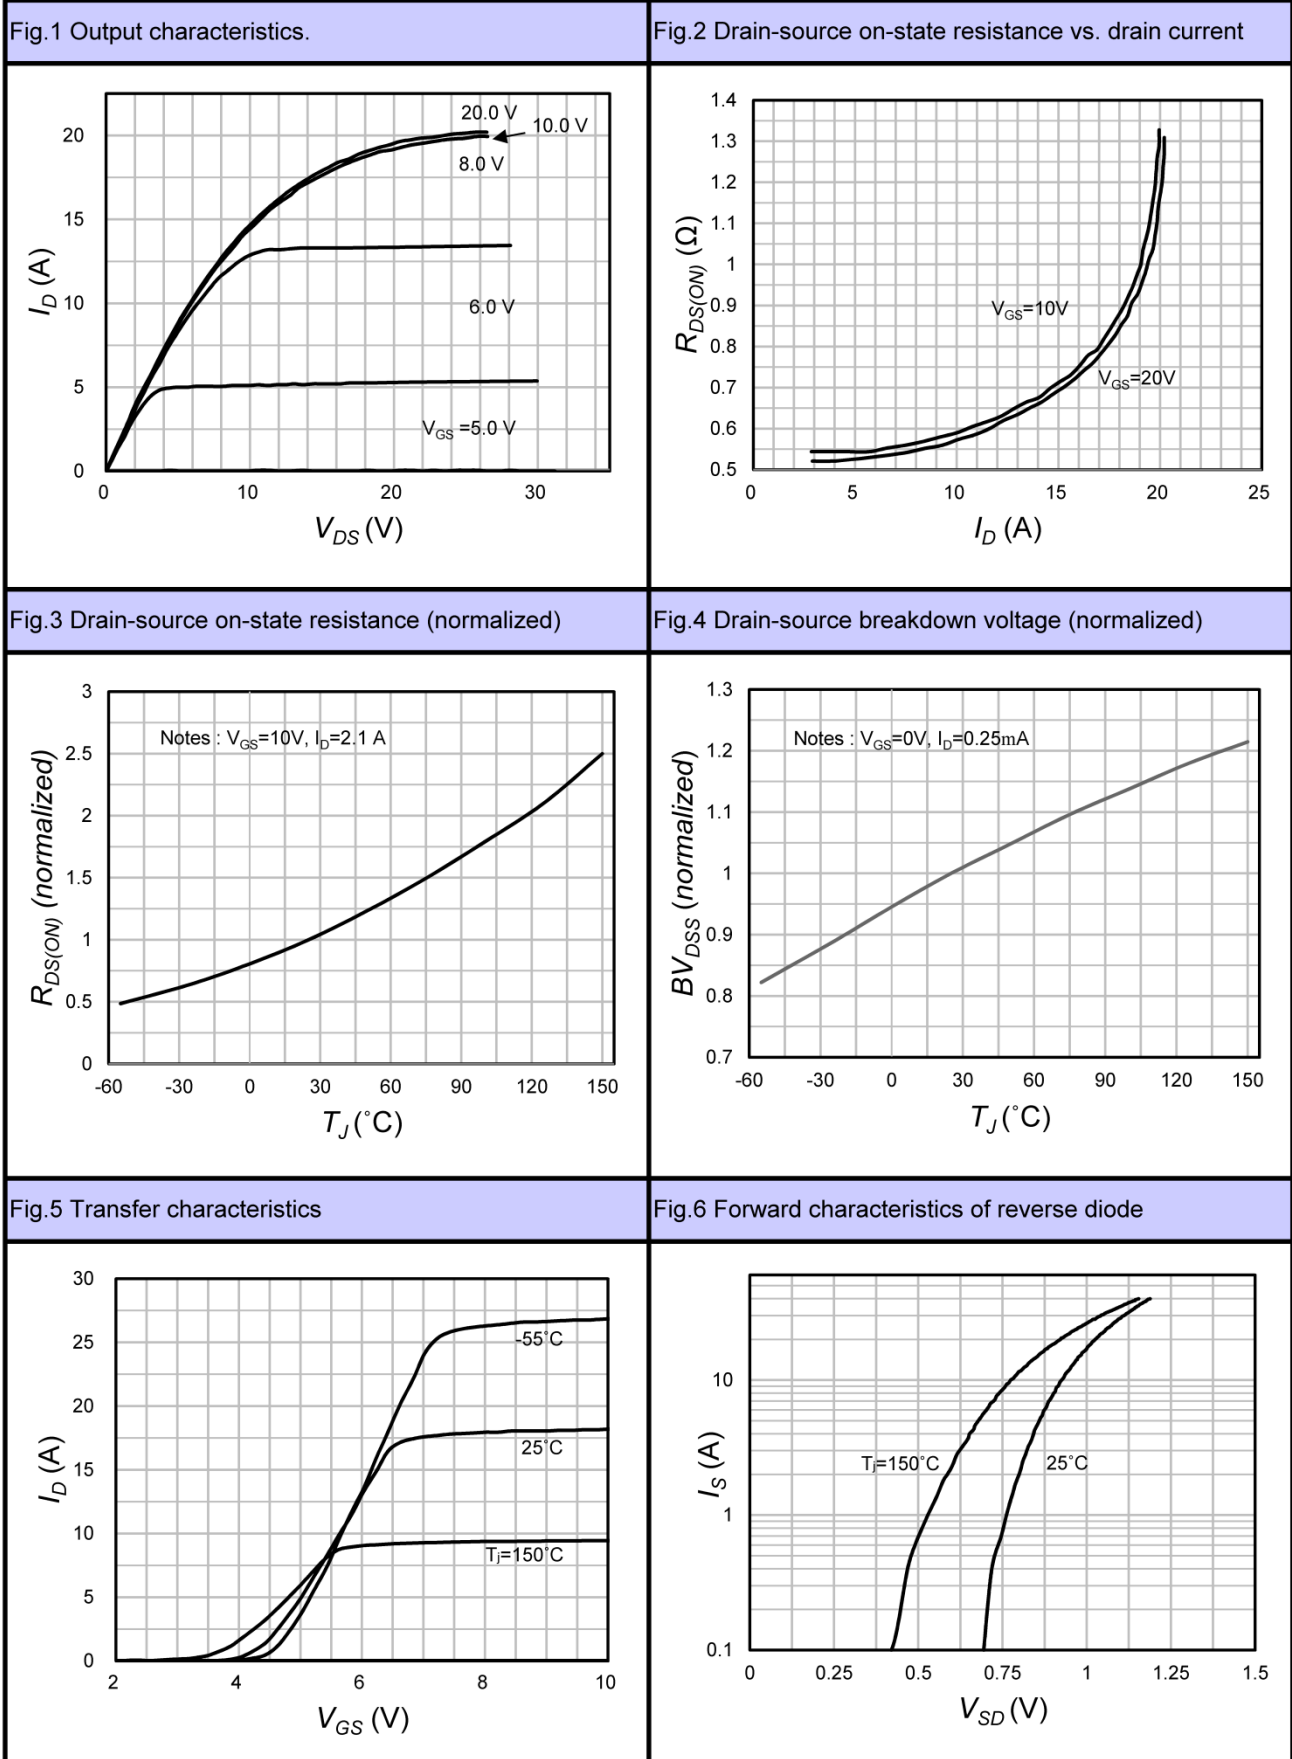 Fig.1 Output characteristics.
20
15
10
5
0
0 10 20 30
20.0 V
10.0 V
8.0 V
6.0 V
VGS =5.0 V
ID (A)
VDS (V)
Fig.2 Drain-source on-state resistance vs. drain current
1.4
1.3
1.2
1.1
1
0.9
0.8
0.7
0.6
0.5
0 5 10 15 20 25
VGS=10V
VGS=20V
RDS(ON) (Ω)
ID (A)
Fig.3 Drain-source on-state resistance (normalized)
3
2.5
2
1.5
1
0.5
0
-60 -30 0 30 60 90 120 150
Notes : VGS=10V, ID=2.1 A
RDS(ON) (normalized)
TJ (˚C)
Fig.4 Drain-source breakdown voltage (normalized)
1.3
1.2
1.1
1
0.9
0.8
0.7
-60 -30 0 30 60 90 120 150
Notes : VGS=0V, ID=0.25mA
BVDSS (normalized)
TJ (˚C)
Fig.5 Transfer characteristics
30
25
20
15
10
5
0
2 4 6 8 10
-55˚C
25˚C
Tj=150˚C
ID (A)
VGS (V)
Fig.6 Forward characteristics of reverse diode
10
1
0.1
0 0.25 0.5 0.75 1 1.25 1.5
Tj=150˚C
25˚C
IS (A)
VSD (V)